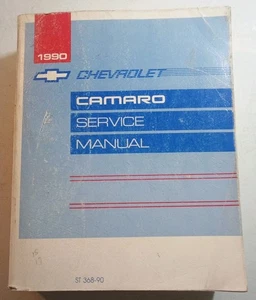 1990
CHEVROLET
CAMARO
SERVICE
MANUAL
ST 368-90